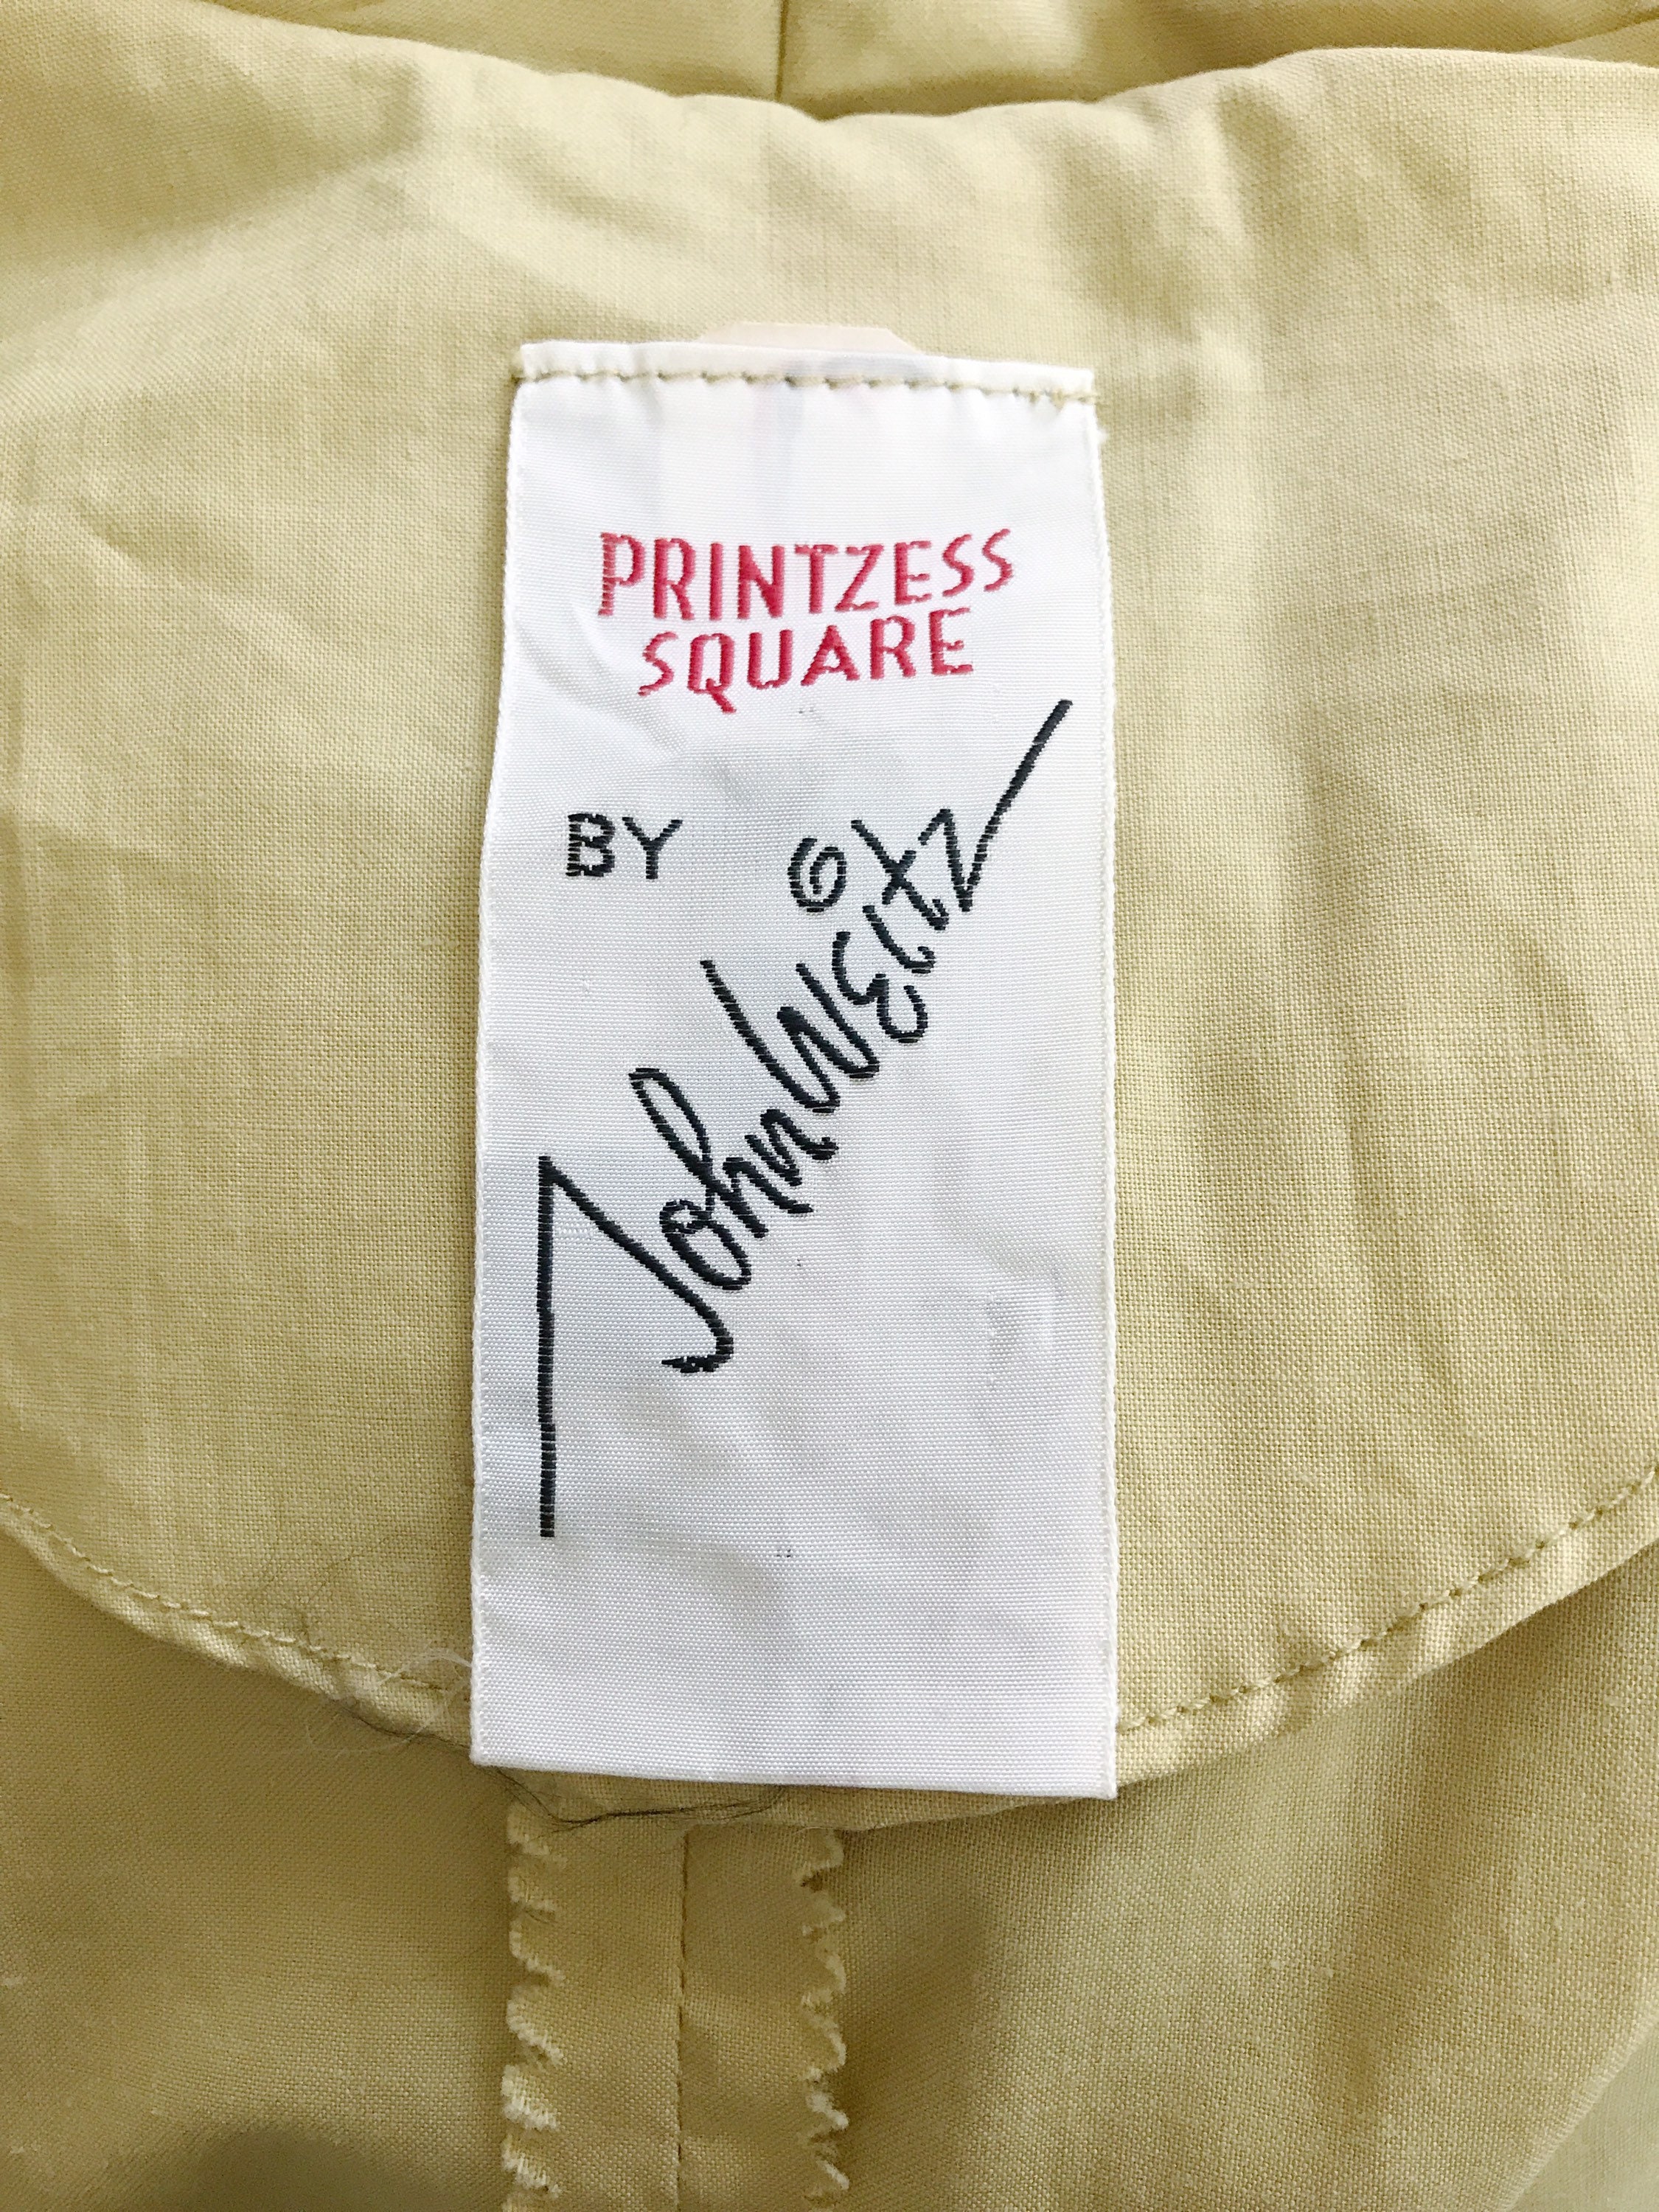 PRINTZESS
SQUARE
BY
John Weitz